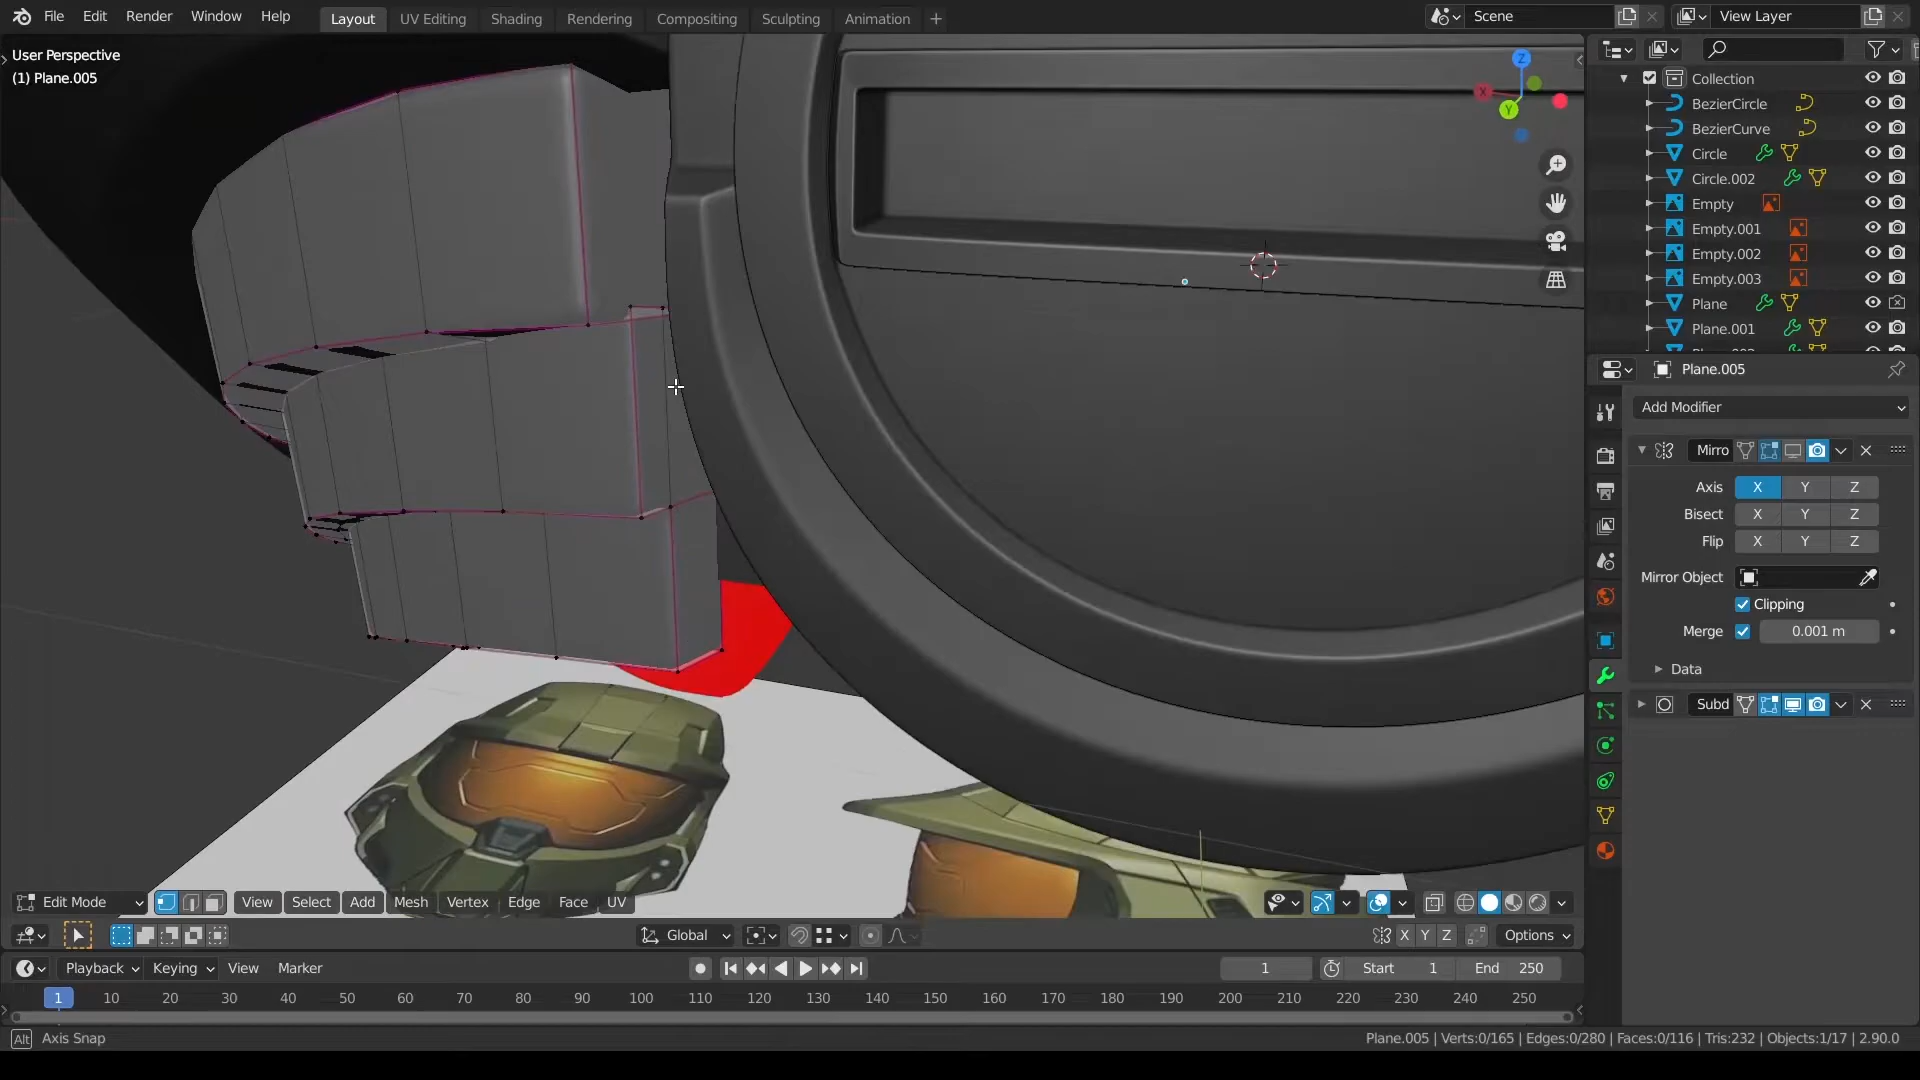 File Edit Render Window Help Layout UV Editing Shading Rendering Compositing Sculpting Animation + Scene View Layer
User Perspective
(1) Plane.005
Z
X
Y
Collection
BezierCircle
BezierCurve
Circle
Circle.002
Empty
Empty.001
Empty.002
Empty.003
Plane
Plane.001
Plane.005
Add Modifier
Mirro
Axis X Y Z
Bisect X Y Z
Flip X Y Z
Mirror Object
Clipping
Merge 0.001 m
Data
Subd
Edit Mode View Select Add Mesh Vertex Edge Face UV
Global X Y Z Options
Playback Keying View Marker 1 Start 1 End 250
1 10 20 30 40 50 60 70 80 90 100 110 120 130 140 150 160 170 180 190 200 210 220 230 240 250
Alt Axis Snap Plane.005 | Verts:0/165 | Edges:0/280 | Faces:0/116 | Tris:232 | Objects:1/17 | 2.90.0